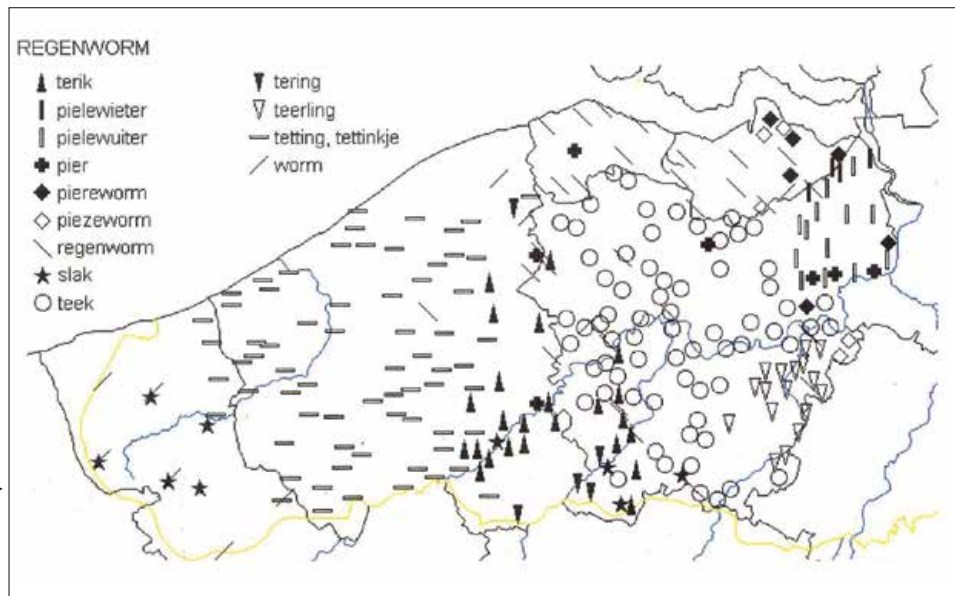 REGENWORM
terik
pielewieter
pielewuiter
pier
piereworm
piezeworm
regenworm
slak
teek
tering
teerling
tetting, tettinkje
worm